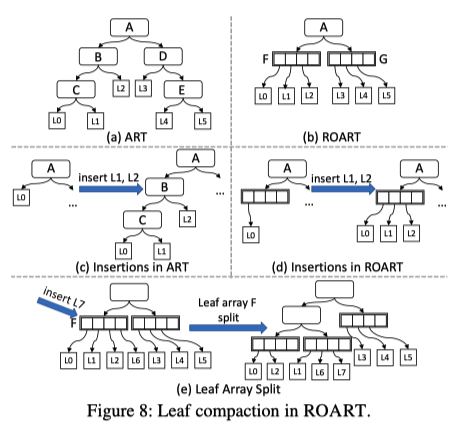 A
A
B
D
F
G
C
L2
L3
E
L0
L1
L4
L5
L0
L1
L2
L3
L4
L5
(a) ART
(b) ROART
A
insert L1, L2
A
L0
...
B
...
C
L2
L0
L1
(c) Insertions in ART
A
insert L1, L2
A
...
...
L0
L0
L1
L2
(d) Insertions in ROART
insert L7
F
Leaf array F
split
L0
L1
L2
L6
L3
L4
L5
L0
L2
L1
L6
L7
L3
L4
L5
(e) Leaf Array Split
Figure 8: Leaf compaction in ROART.